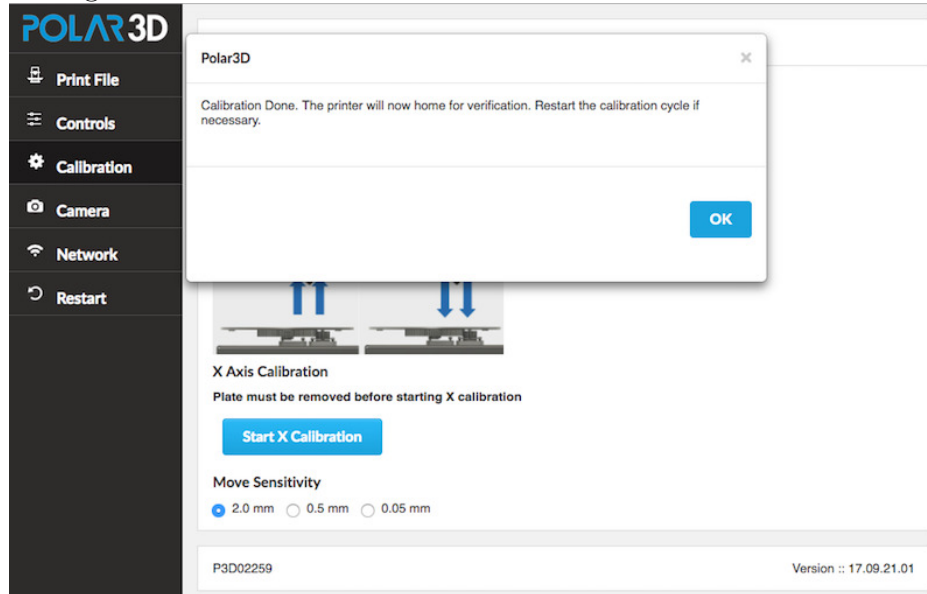 POLAR3D
Print File
Controls
Calibration
Camera
Network
Restart
Polar3D
×
Calibration Done. The printer will now home for verification. Restart the calibration cycle if
necessary.
OK
X Axis Calibration
Plate must be removed before starting X calibration
Start X Calibration
Move Sensitivity
2.0 mm 0.5 mm 0.05 mm
P3D02259 Version :: 17.09.21.01